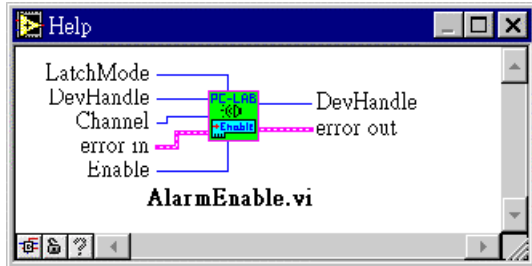 Help
LatchMode
DevHandle
Channel
error in
Enable
PC-LAB
Enable
DevHandle
error out
AlarmEnable.vi
?